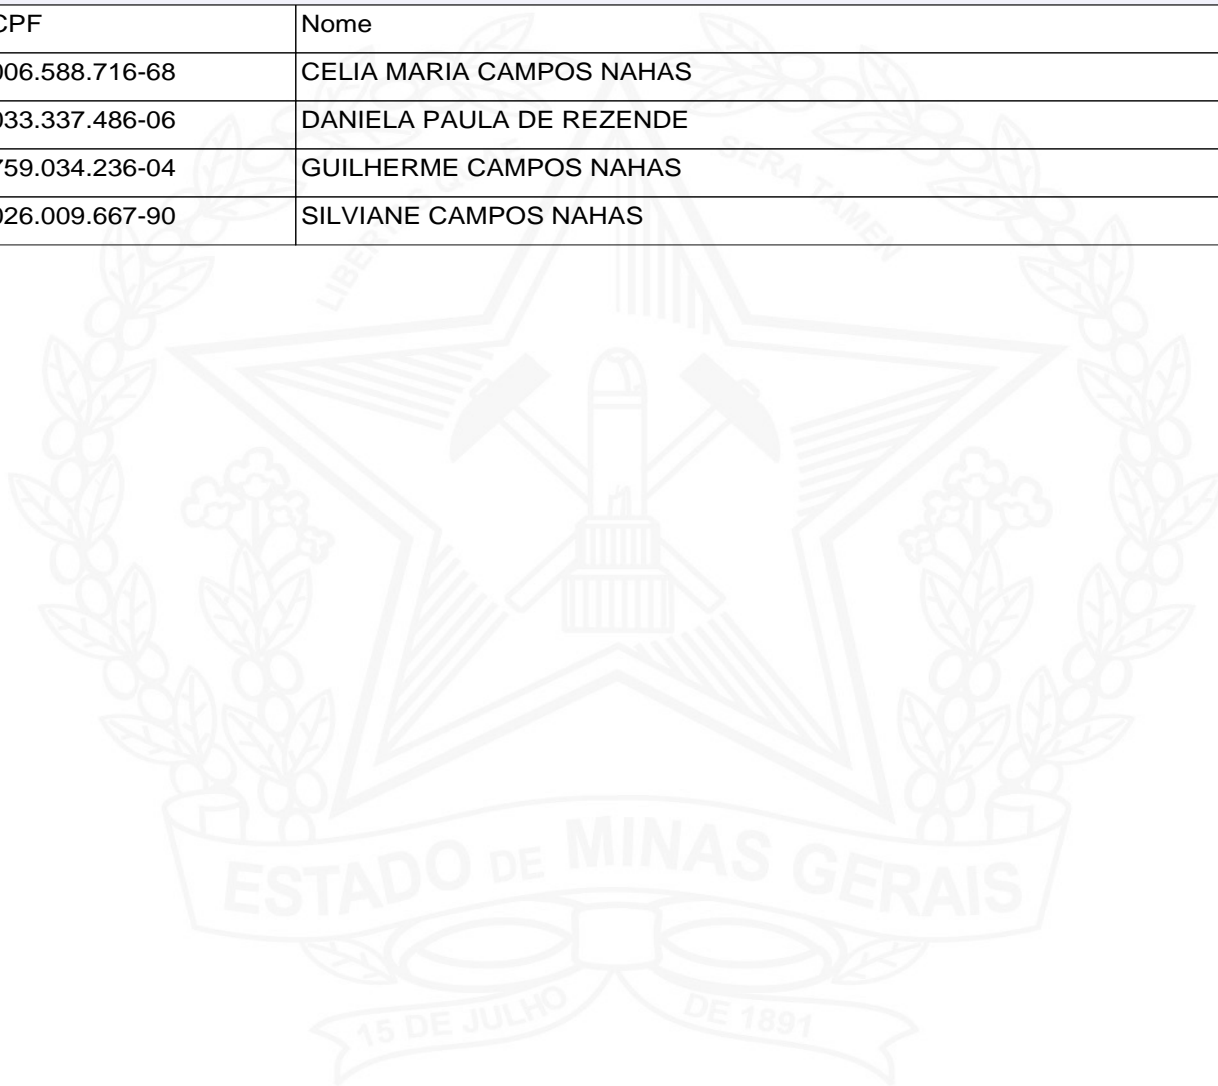 CPF Nome
006.588.716-68 CELIA MARIA CAMPOS NAHAS
033.337.486-06 DANIELA PAULA DE REZENDE
759.034.236-04 GUILHERME CAMPOS NAHAS
026.009.667-90 SILVIANE CAMPOS NAHAS
LIBERTAS QUE SERA TAMEN
ESTADO DE MINAS GERAIS
15 DE JULHO DE 1891